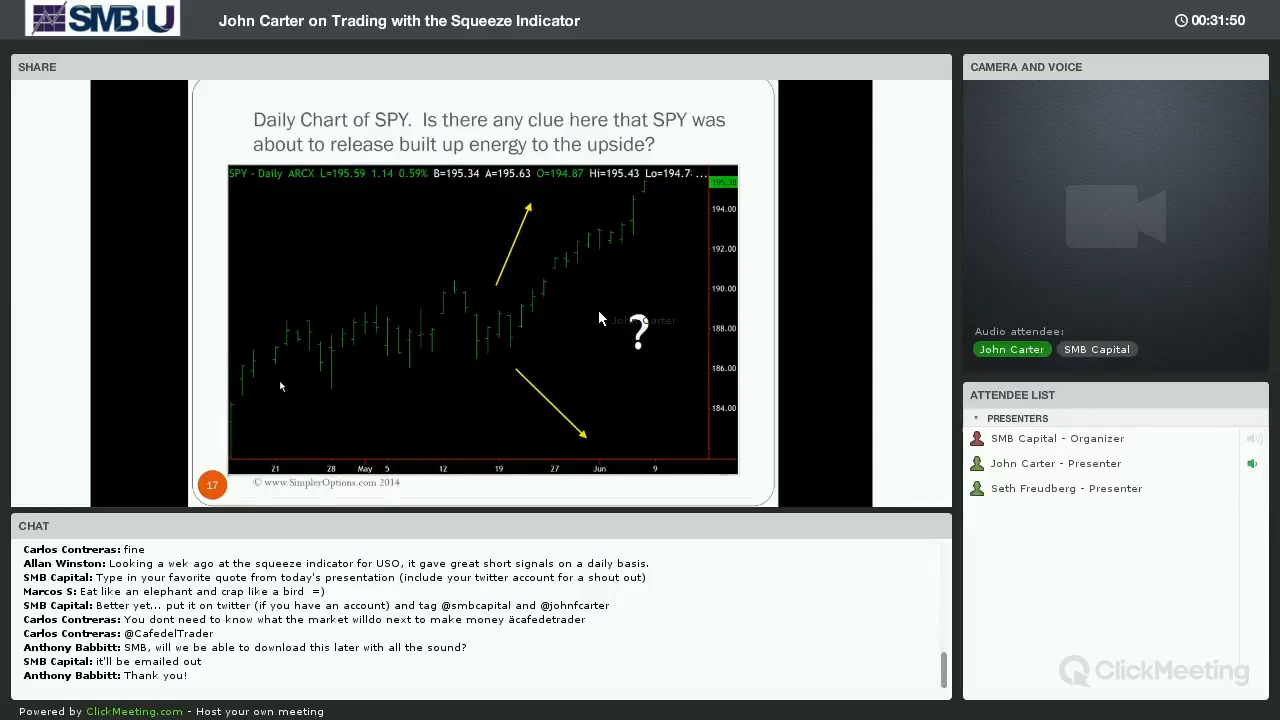 SMB U
John Carter on Trading with the Squeeze Indicator
00:31:50
SHARE
Daily Chart of SPY. Is there any clue here that SPY was
about to release built up energy to the upside?
SPY - Daily ARCX L=195.59 1.14 0.59% B=195.34 A=195.63 O=194.87 Hi=195.43 Lo=194.7 ...
195.38
194.00
192.00
190.00
188.00
186.00
184.00
John Carter
?
21 28 May 5 12 19 27 Jun 9
17
© www.SimplerOptions.com 2014
CAMERA AND VOICE
Audio attendee:
John Carter SMB Capital
ATTENDEE LIST
PRESENTERS
SMB Capital - Organizer
John Carter - Presenter
Seth Freudberg - Presenter
CHAT
Carlos Contreras: fine
Allan Winston: Looking a wek ago at the squeeze indicator for USO, it gave great short signals on a daily basis.
SMB Capital: Type in your favorite quote from today's presentation (include your twitter account for a shout out)
Marcos S: Eat like an elephant and crap like a bird =)
SMB Capital: Better yet... put it on twitter (if you have an account) and tag @smbcapital and @johnfcarter
Carlos Contreras: You dont need to know what the market willdo next to make money äcafedetrader
Carlos Contreras: @CafedelTrader
Anthony Babbitt: SMB, will we be able to download this later with all the sound?
SMB Capital: it'll be emailed out
Anthony Babbitt: Thank you!
ClickMeeting
Powered by ClickMeeting.com - Host your own meeting